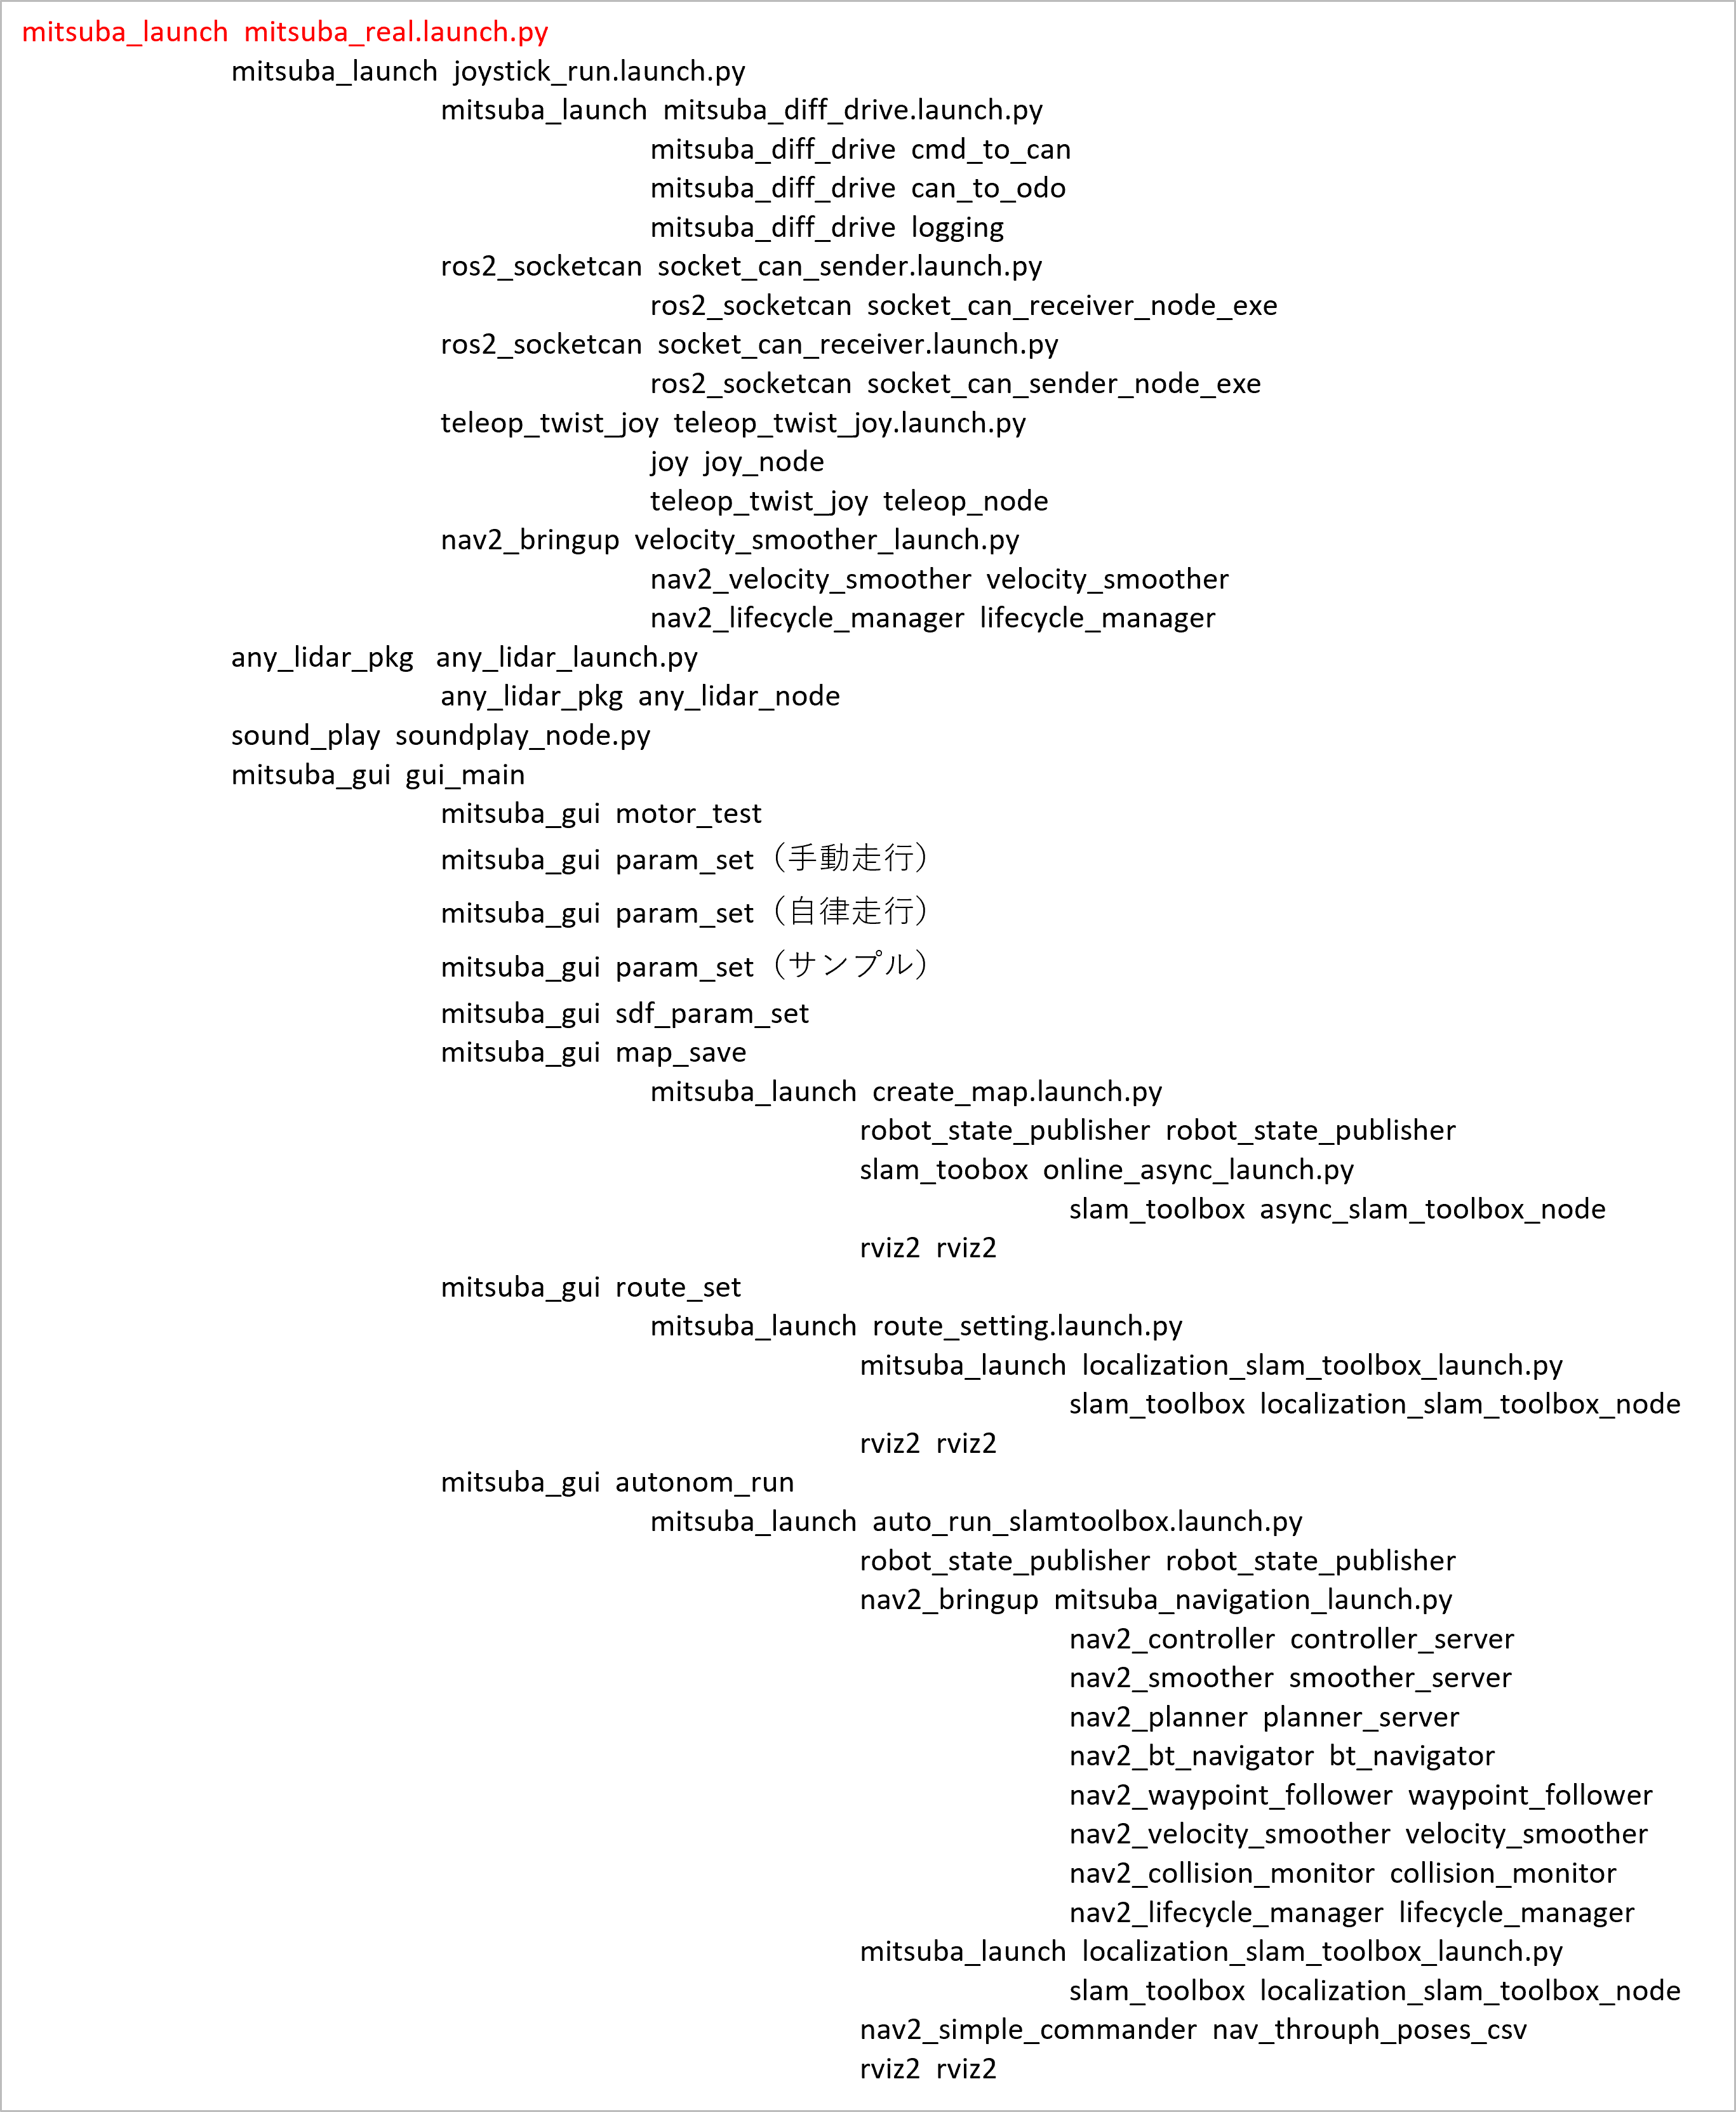 mitsuba_launch mitsuba_real.launch.py
mitsuba_launch joystick_run.launch.py
mitsuba_launch mitsuba_diff_drive.launch.py
mitsuba_diff_drive cmd_to_can
mitsuba_diff_drive can_to_odo
mitsuba_diff_drive logging
ros2_socketcan socket_can_sender.launch.py
ros2_socketcan socket_can_receiver_node_exe
ros2_socketcan socket_can_receiver.launch.py
ros2_socketcan socket_can_sender_node_exe
teleop_twist_joy teleop_twist_joy.launch.py
joy joy_node
teleop_twist_joy teleop_node
nav2_bringup velocity_smoother_launch.py
nav2_velocity_smoother velocity_smoother
nav2_lifecycle_manager lifecycle_manager
any_lidar_pkg any_lidar_launch.py
any_lidar_pkg any_lidar_node
sound_play soundplay_node.py
mitsuba_gui gui_main
mitsuba_gui motor_test
mitsuba_gui param_set（手動走行）
mitsuba_gui param_set（自律走行）
mitsuba_gui param_set（サンプル）
mitsuba_gui sdf_param_set
mitsuba_gui map_save
mitsuba_launch create_map.launch.py
robot_state_publisher robot_state_publisher
slam_toobox online_async_launch.py
slam_toolbox async_slam_toolbox_node
rviz2 rviz2
mitsuba_gui route_set
mitsuba_launch route_setting.launch.py
mitsuba_launch localization_slam_toolbox_launch.py
slam_toolbox localization_slam_toolbox_node
rviz2 rviz2
mitsuba_gui autonom_run
mitsuba_launch auto_run_slamtoolbox.launch.py
robot_state_publisher robot_state_publisher
nav2_bringup mitsuba_navigation_launch.py
nav2_controller controller_server
nav2_smoother smoother_server
nav2_planner planner_server
nav2_bt_navigator bt_navigator
nav2_waypoint_follower waypoint_follower
nav2_velocity_smoother velocity_smoother
nav2_collision_monitor collision_monitor
nav2_lifecycle_manager lifecycle_manager
mitsuba_launch localization_slam_toolbox_launch.py
slam_toolbox localization_slam_toolbox_node
nav2_simple_commander nav_throuph_poses_csv
rviz2 rviz2